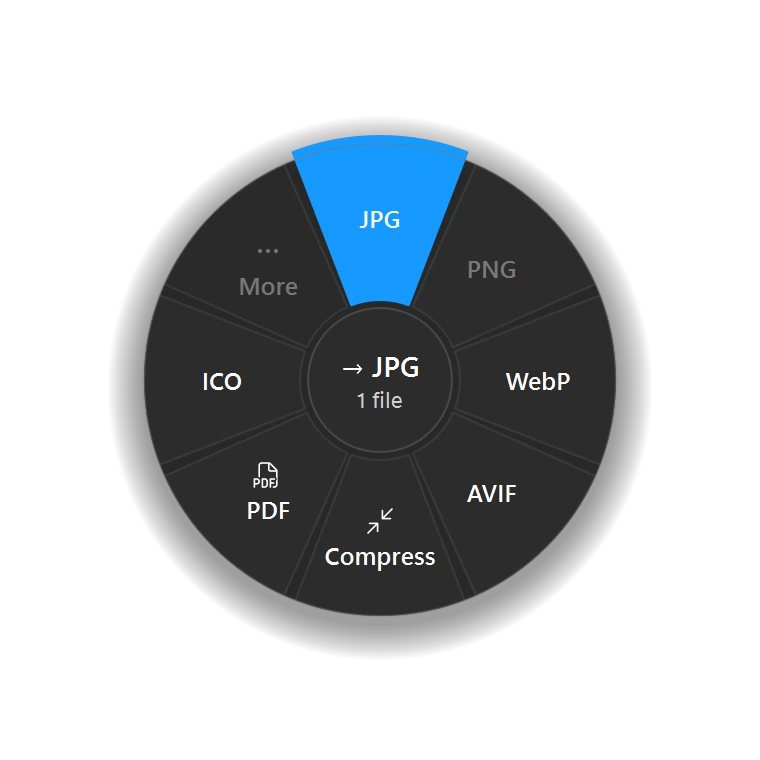 JPG
PNG
...
More
→ JPG
1 file
ICO
WebP
PDF
PDF
AVIF
Compress